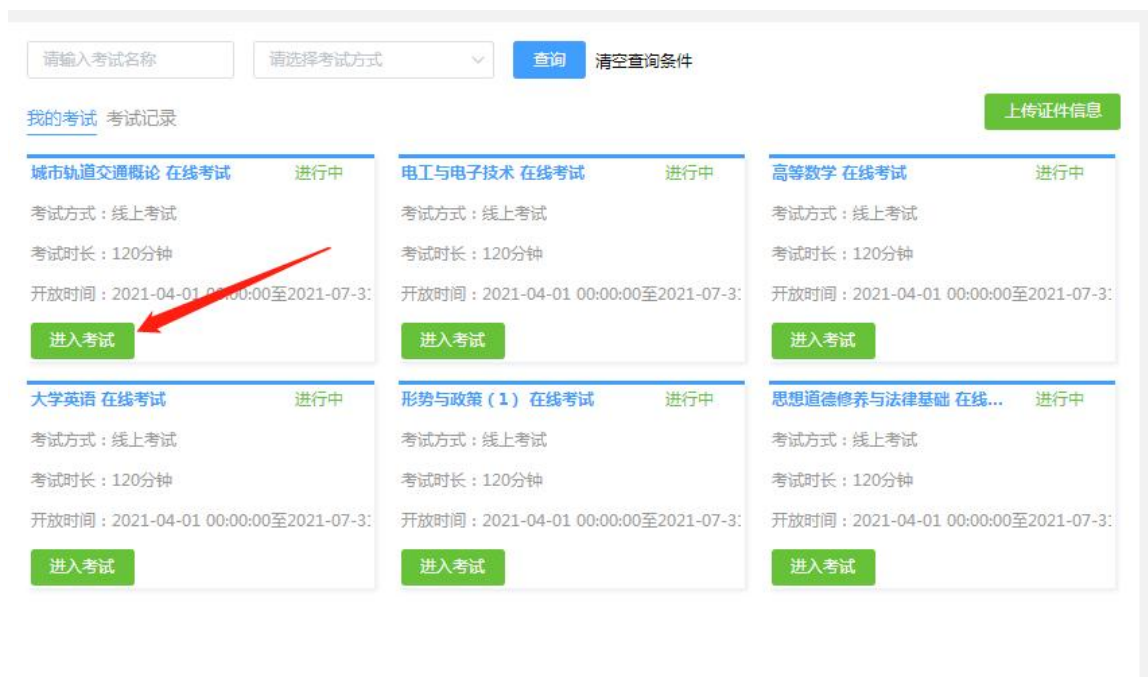 请输入考试名称 请选择考试方式 查询 清空查询条件
我的考试 考试记录 上传证件信息
城市轨道交通概论 在线考试 进行中 电工与电子技术 在线考试 进行中 高等数学 在线考试 进行中
考试方式：线上考试 考试方式：线上考试 考试方式：线上考试
考试时长：120分钟 考试时长：120分钟 考试时长：120分钟
开放时间：2021-04-01 00:00:00至2021-07-31 开放时间：2021-04-01 00:00:00至2021-07-31 开放时间：2021-04-01 00:00:00至2021-07-31
进入考试 进入考试 进入考试
大学英语 在线考试 进行中 形势与政策（1）在线考试 进行中 思想道德修养与法律基础 在线... 进行中
考试方式：线上考试 考试方式：线上考试 考试方式：线上考试
考试时长：120分钟 考试时长：120分钟 考试时长：120分钟
开放时间：2021-04-01 00:00:00至2021-07-31 开放时间：2021-04-01 00:00:00至2021-07-31 开放时间：2021-04-01 00:00:00至2021-07-31
进入考试 进入考试 进入考试